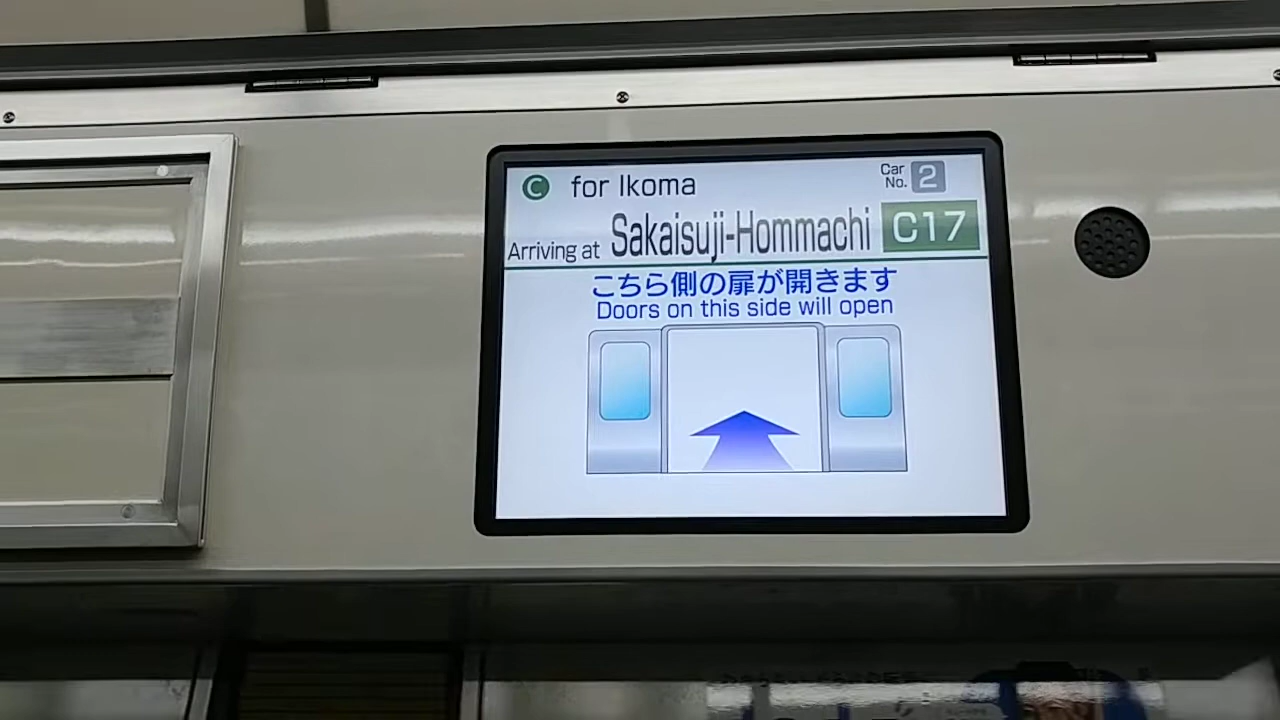 C for Ikoma
Car No. 2
Arriving at Sakaisuji-Hommachi C17
こちら側の扉が開きます
Doors on this side will open